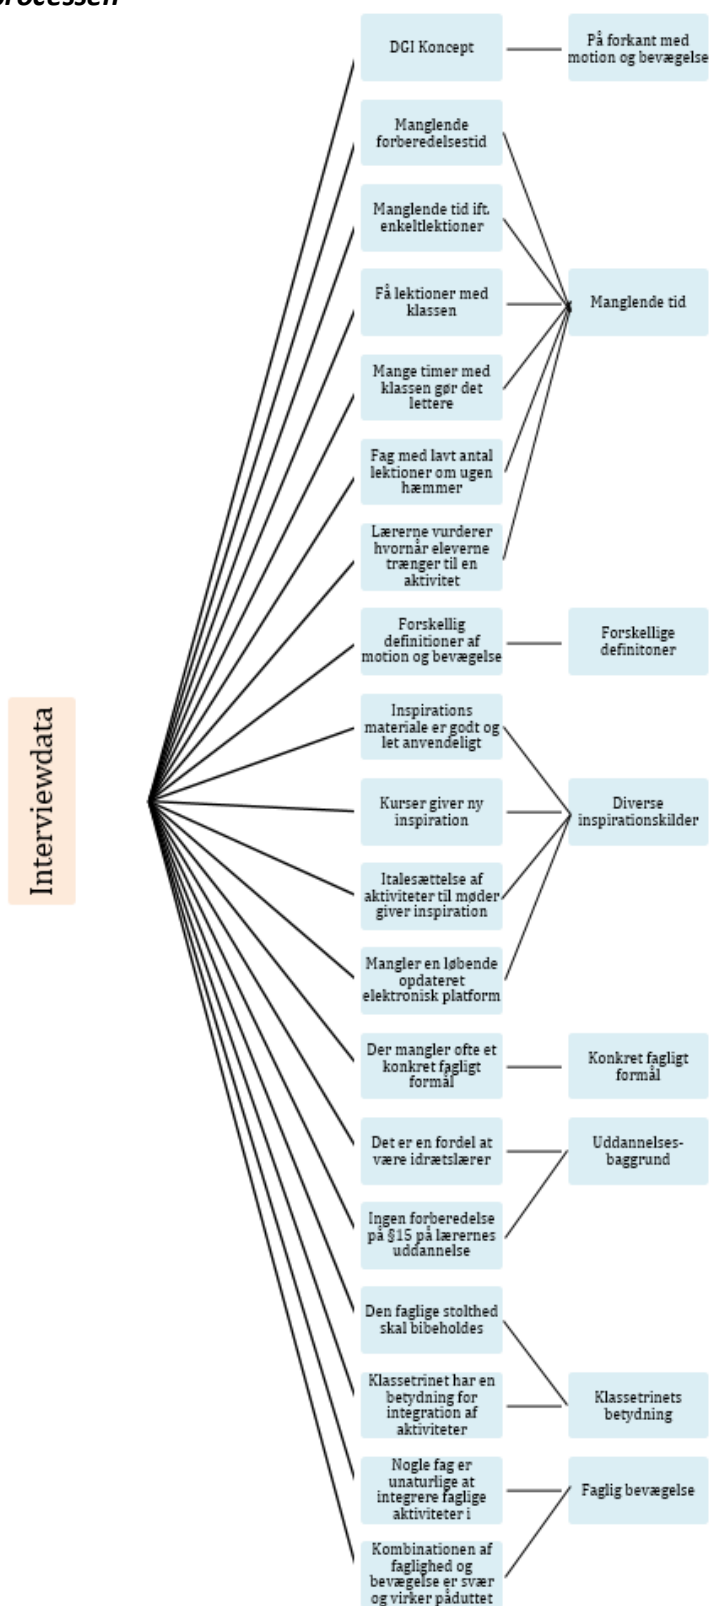 processen
DGI Koncept
På forkant med
motion og bevægelse
Manglende
forberedelsestid
Manglende tid ift.
enkeltlektioner
Få lektioner med
klassen
Manglende tid
Mange timer med
klassen gør det
lettere
Fag med lavt antal
lektioner om ugen
hæmmer
Lærerne vurderer
hvornår eleverne
trænger til en
aktivitet
Forskellig
definitioner af
motion og bevægelse
Forskellige
definitoner
Interviewdata
Inspirations
materiale er godt og
let anvendeligt
Kurser giver ny
inspiration
Diverse
inspirationskilder
Italesættelse af
aktiviteter til møder
giver inspiration
Mangler en løbende
opdateret
elektronisk platform
Der mangler ofte et
konkret fagligt
formål
Konkret fagligt
formål
Det er en fordel at
være idrætslærer
Uddannelses-
baggrund
Ingen forberedelse
på §15 på lærernes
uddannelse
Den faglige stolthed
skal bibeholdes
Klassetrinet har en
betydning for
integration af
aktiviteter
Klassetrinets
betydning
Nogle fag er
unaturlige at
integrere faglige
aktiviteter i
Faglig bevægelse
Kombinationen af
faglighed og
bevægelse er svær
og virker påduttet